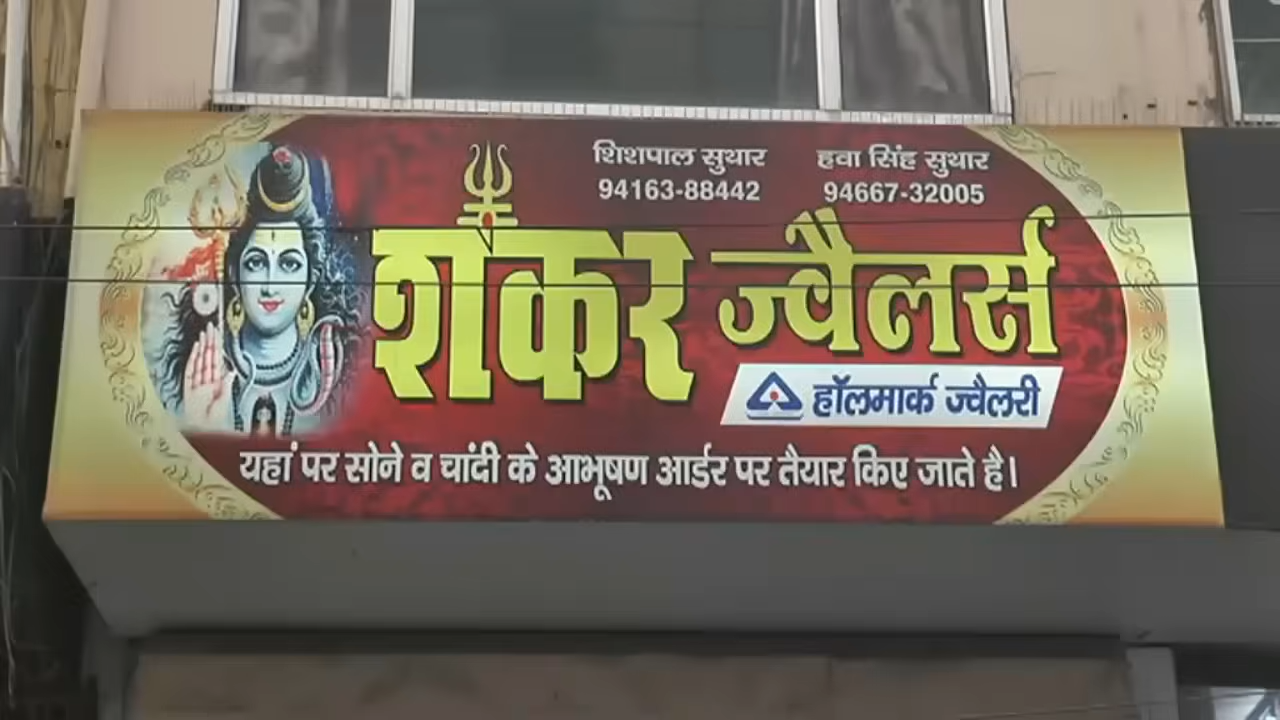 शिशपाल सुथार हवा सिंह सुथार
94163-88442 94667-32005
शंकर ज्वैलर्स
हॉलमार्क ज्वैलरी
यहां पर सोने व चांदी के आभूषण आर्डर पर तैयार किए जाते है।